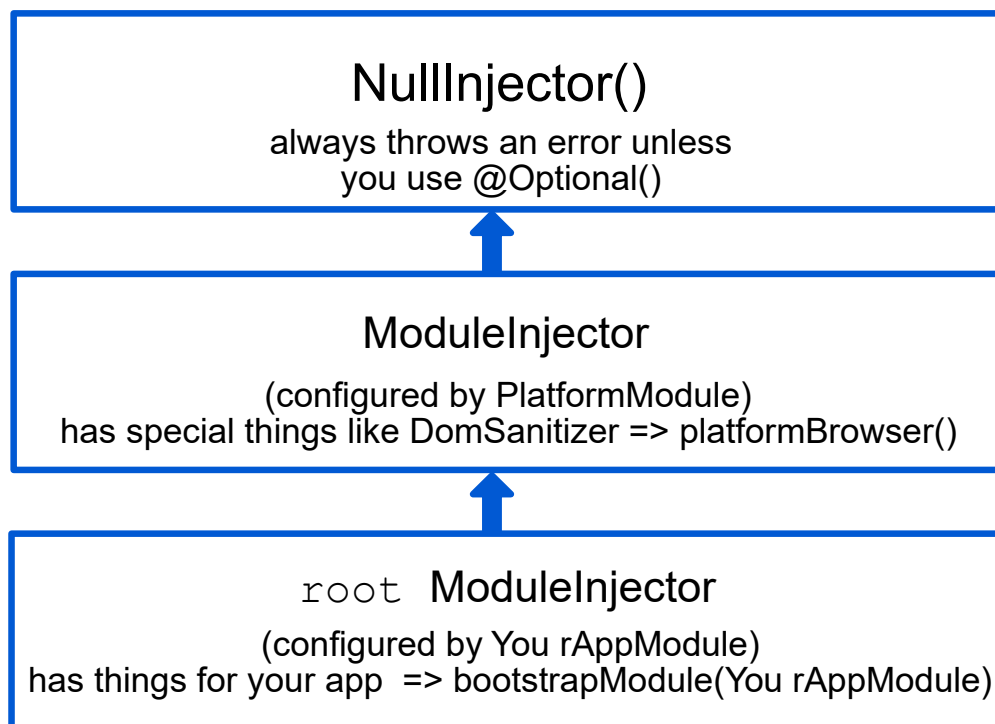 NullInjector()
always throws an error unless
you use @Optional()
ModuleInjector
(configured by PlatformModule)
has special things like DomSanitizer => platformBrowser()
root ModuleInjector
(configured by You rAppModule)
has things for your app => bootstrapModule(You rAppModule)